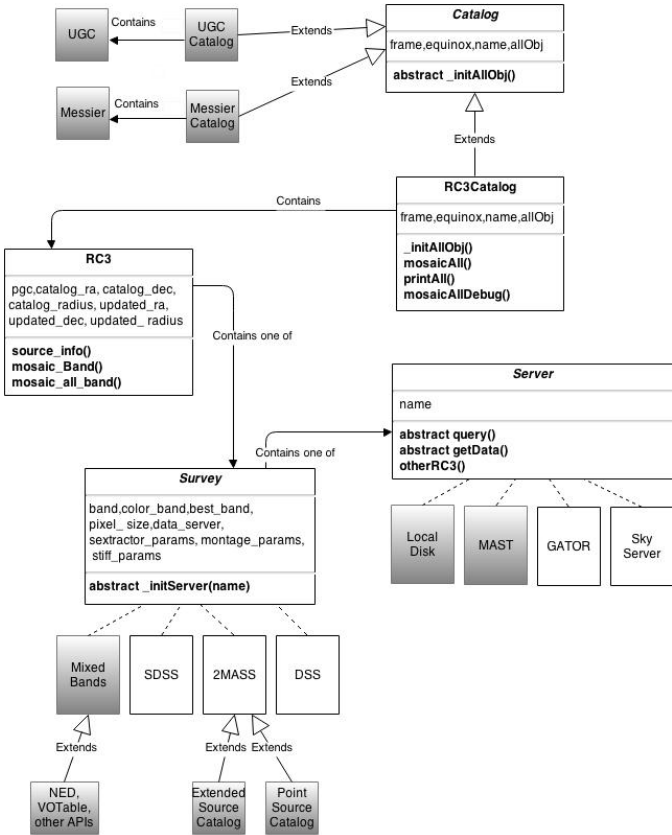 Catalog
frame,equinox,name,allObj
abstract _initAllObj()
UGC
Contains
UGC
Catalog
Extends
Messier
Contains
Messier
Catalog
Extends
Extends
RC3Catalog
frame,equinox,name,allObj
_initAllObj()
mosaicAll()
printAll()
mosaicAllDebug()
Contains
RC3
pgc,catalog_ra, catalog_dec,
catalog_radius, updated_ra,
updated_dec, updated_ radius
source_info()
mosaic_Band()
mosaic_all_band()
Contains one of
Server
name
abstract query()
abstract getData()
otherRC3()
Contains one of
Survey
band,color_band,best_band,
pixel_ size,data_server,
sextractor_params, montage_params,
stiff_params
abstract _initServer(name)
Local
Disk
MAST
GATOR
Sky
Server
Mixed
Bands
SDSS
2MASS
DSS
Extends
Extends
Extends
NED,
VOTable,
other APIs
Extended
Source
Catalog
Point
Source
Catalog